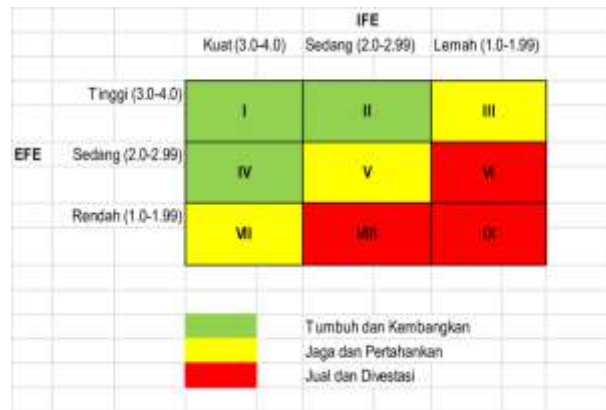 IFE
Kuat (3.0-4.0) Sedang (2.0-2.99) Lemah (1.0-1.99)
Tinggi (3.0-4.0)
I II III
EFE Sedang (2.0-2.99)
IV V VI
Rendah (1.0-1.99)
VII VIII IX
Tumbuh dan Kembangkan
Jaga dan Pertahankan
Jual dan Divestasi